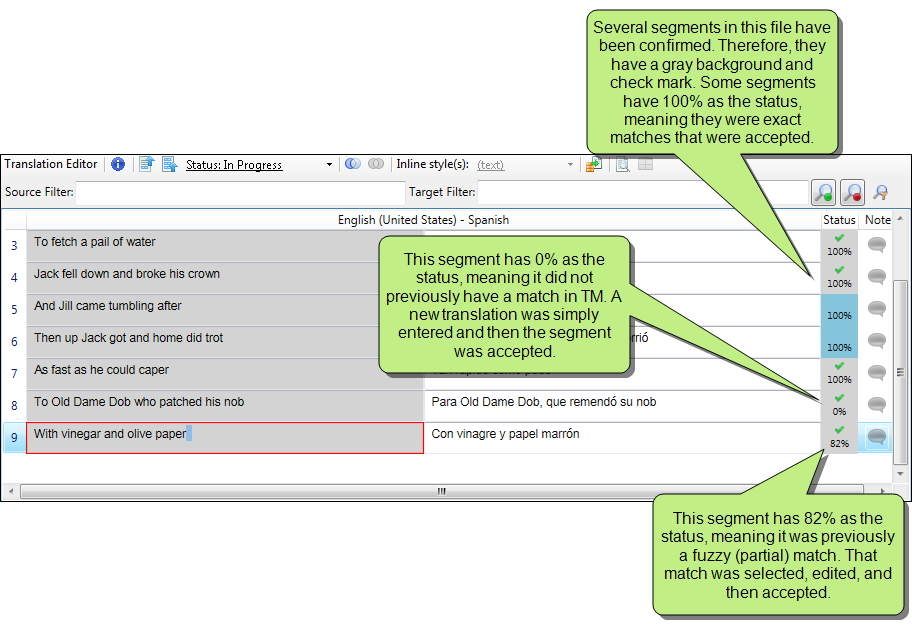 Several segments in this file have
been confirmed. Therefore, they
have a gray background and
check mark. Some segments
have 100% as the status,
meaning they were exact
matches that were accepted.
Translation Editor Status: In Progress Inline style(s): (text)
Source Filter: Target Filter:
English (United States) - Spanish Status Note
3 To fetch a pail of water 100%
4 Jack fell down and broke his crown 100%
5 And Jill came tumbling after 100%
6 Then up Jack got and home did trot 100%
7 As fast as he could caper 100%
8 To Old Dame Dob who patched his nob Para Old Dame Dob, que remendó su nob 0%
9 With vinegar and olive paper Con vinagre y papel marrón 82%
This segment has 0% as the
status, meaning it did not
previously have a match in TM. A
new translation was simply
entered and then the segment
was accepted.
This segment has 82% as the
status, meaning it was previously
a fuzzy (partial) match. That
match was selected, edited, and
then accepted.